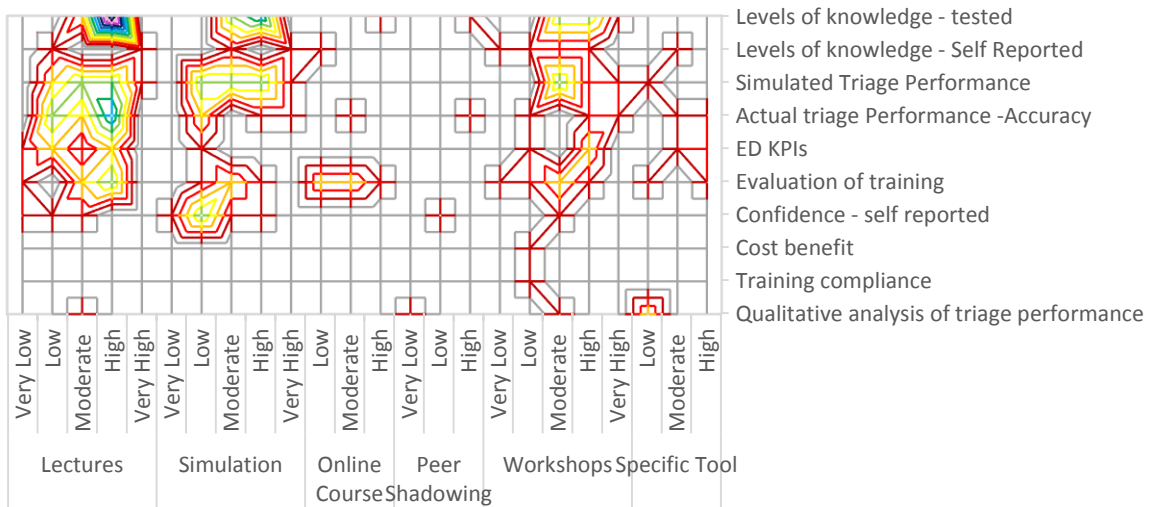 Levels of knowledge - tested
Levels of knowledge - Self Reported
Simulated Triage Performance
Actual triage Performance -Accuracy
ED KPIs
Evaluation of training
Confidence - self reported
Cost benefit
Training compliance
Qualitative analysis of triage performance
Very Low
Low
Moderate
High
Very High
Very Low
Low
Moderate
High
Very High
Low
Moderate
High
Very Low
Low
High
Very Low
Low
Moderate
High
Very High
Low
Moderate
High
Lectures
Simulation
Online
Course
Peer
Shadowing
Workshops
Specific Tool